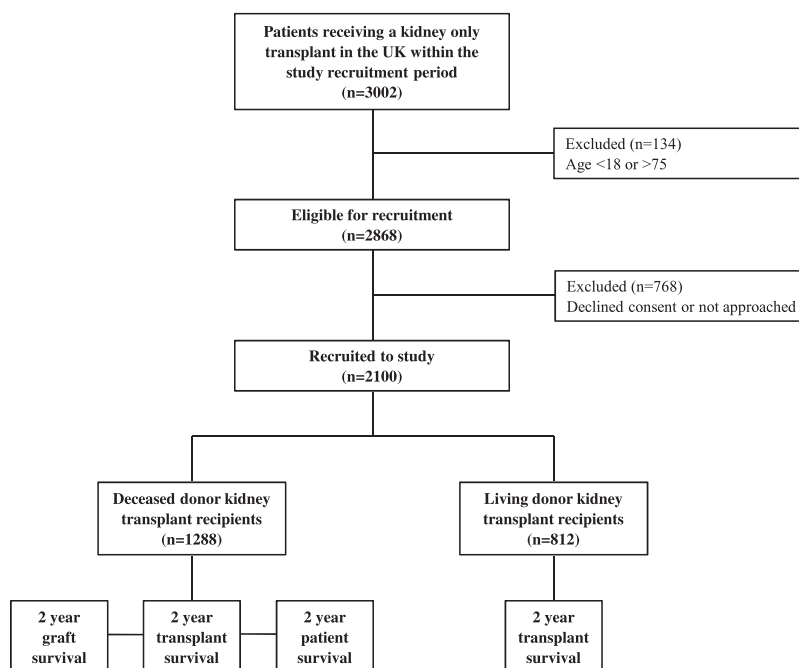 Patients receiving a kidney only
transplant in the UK within the
study recruitment period
(n=3002)
Excluded (n=134)
Age <18 or >75
Eligible for recruitment
(n=2868)
Excluded (n=768)
Declined consent or not approached
Recruited to study
(n=2100)
Deceased donor kidney
transplant recipients
(n=1288)
Living donor kidney
transplant recipients
(n=812)
2 year
graft
survival
2 year
transplant
survival
2 year
patient
survival
2 year
transplant
survival